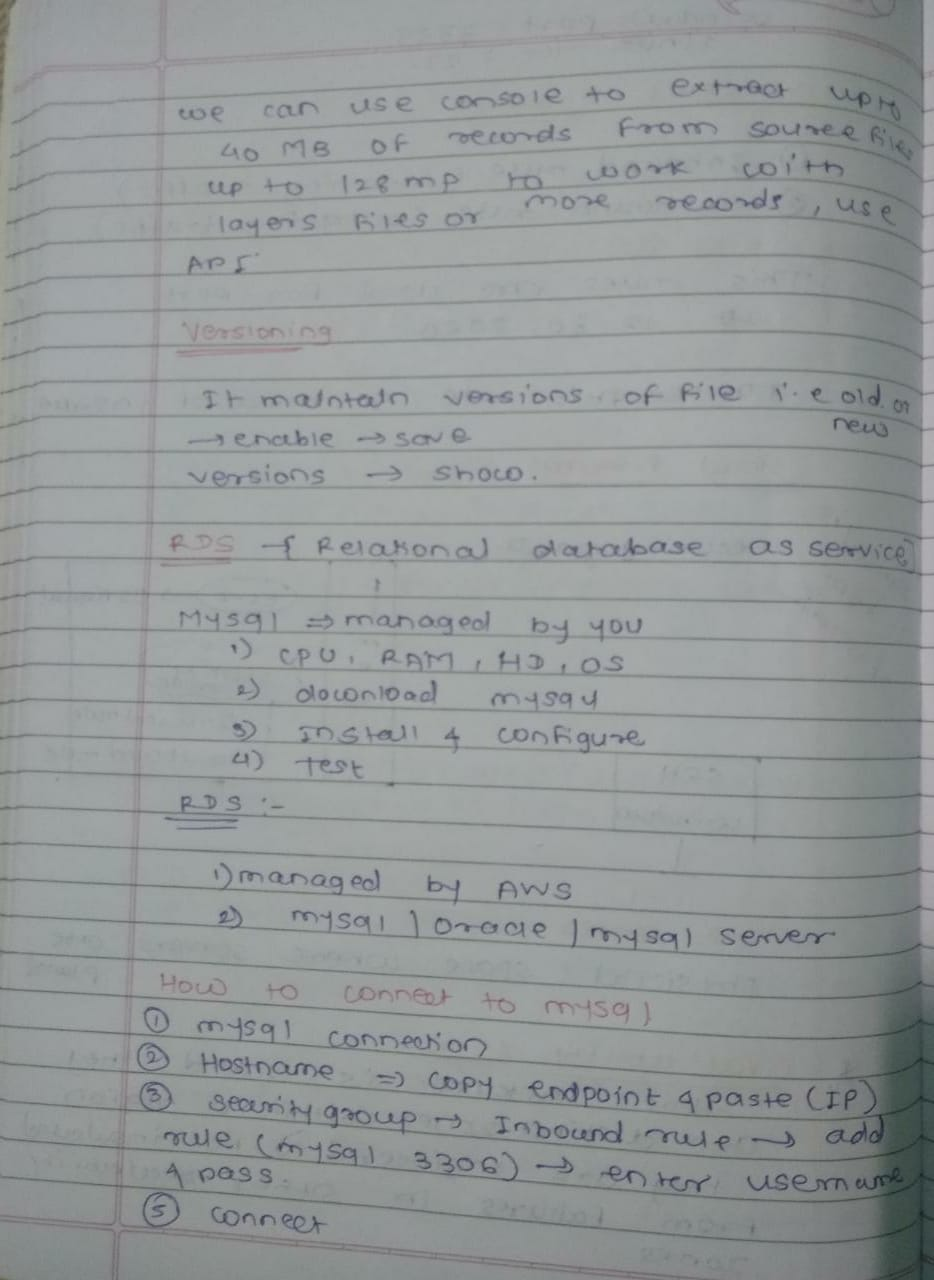 we can use console to extract upto
40 MB of records from source files
up to 128 mp to work with
layers files or more records, use
API
Versioning
It maintain versions of file i.e old or
new
→ enable → save
versions → show.
RDS { Relational database as service}
Mysql ⇒ managed by you
1) CPU, RAM, HD, OS
2) download mysql
3) Install & configure
4) test
RDS :-
1) managed by AWS
2) mysql | Oracle | mysql server
How to connect to mysql
① mysql connection
② Hostname ⇒ copy endpoint & paste (IP)
③ security group → Inbound rule → add
rule (mysql 3306) → enter username
& pass
⑤ connect